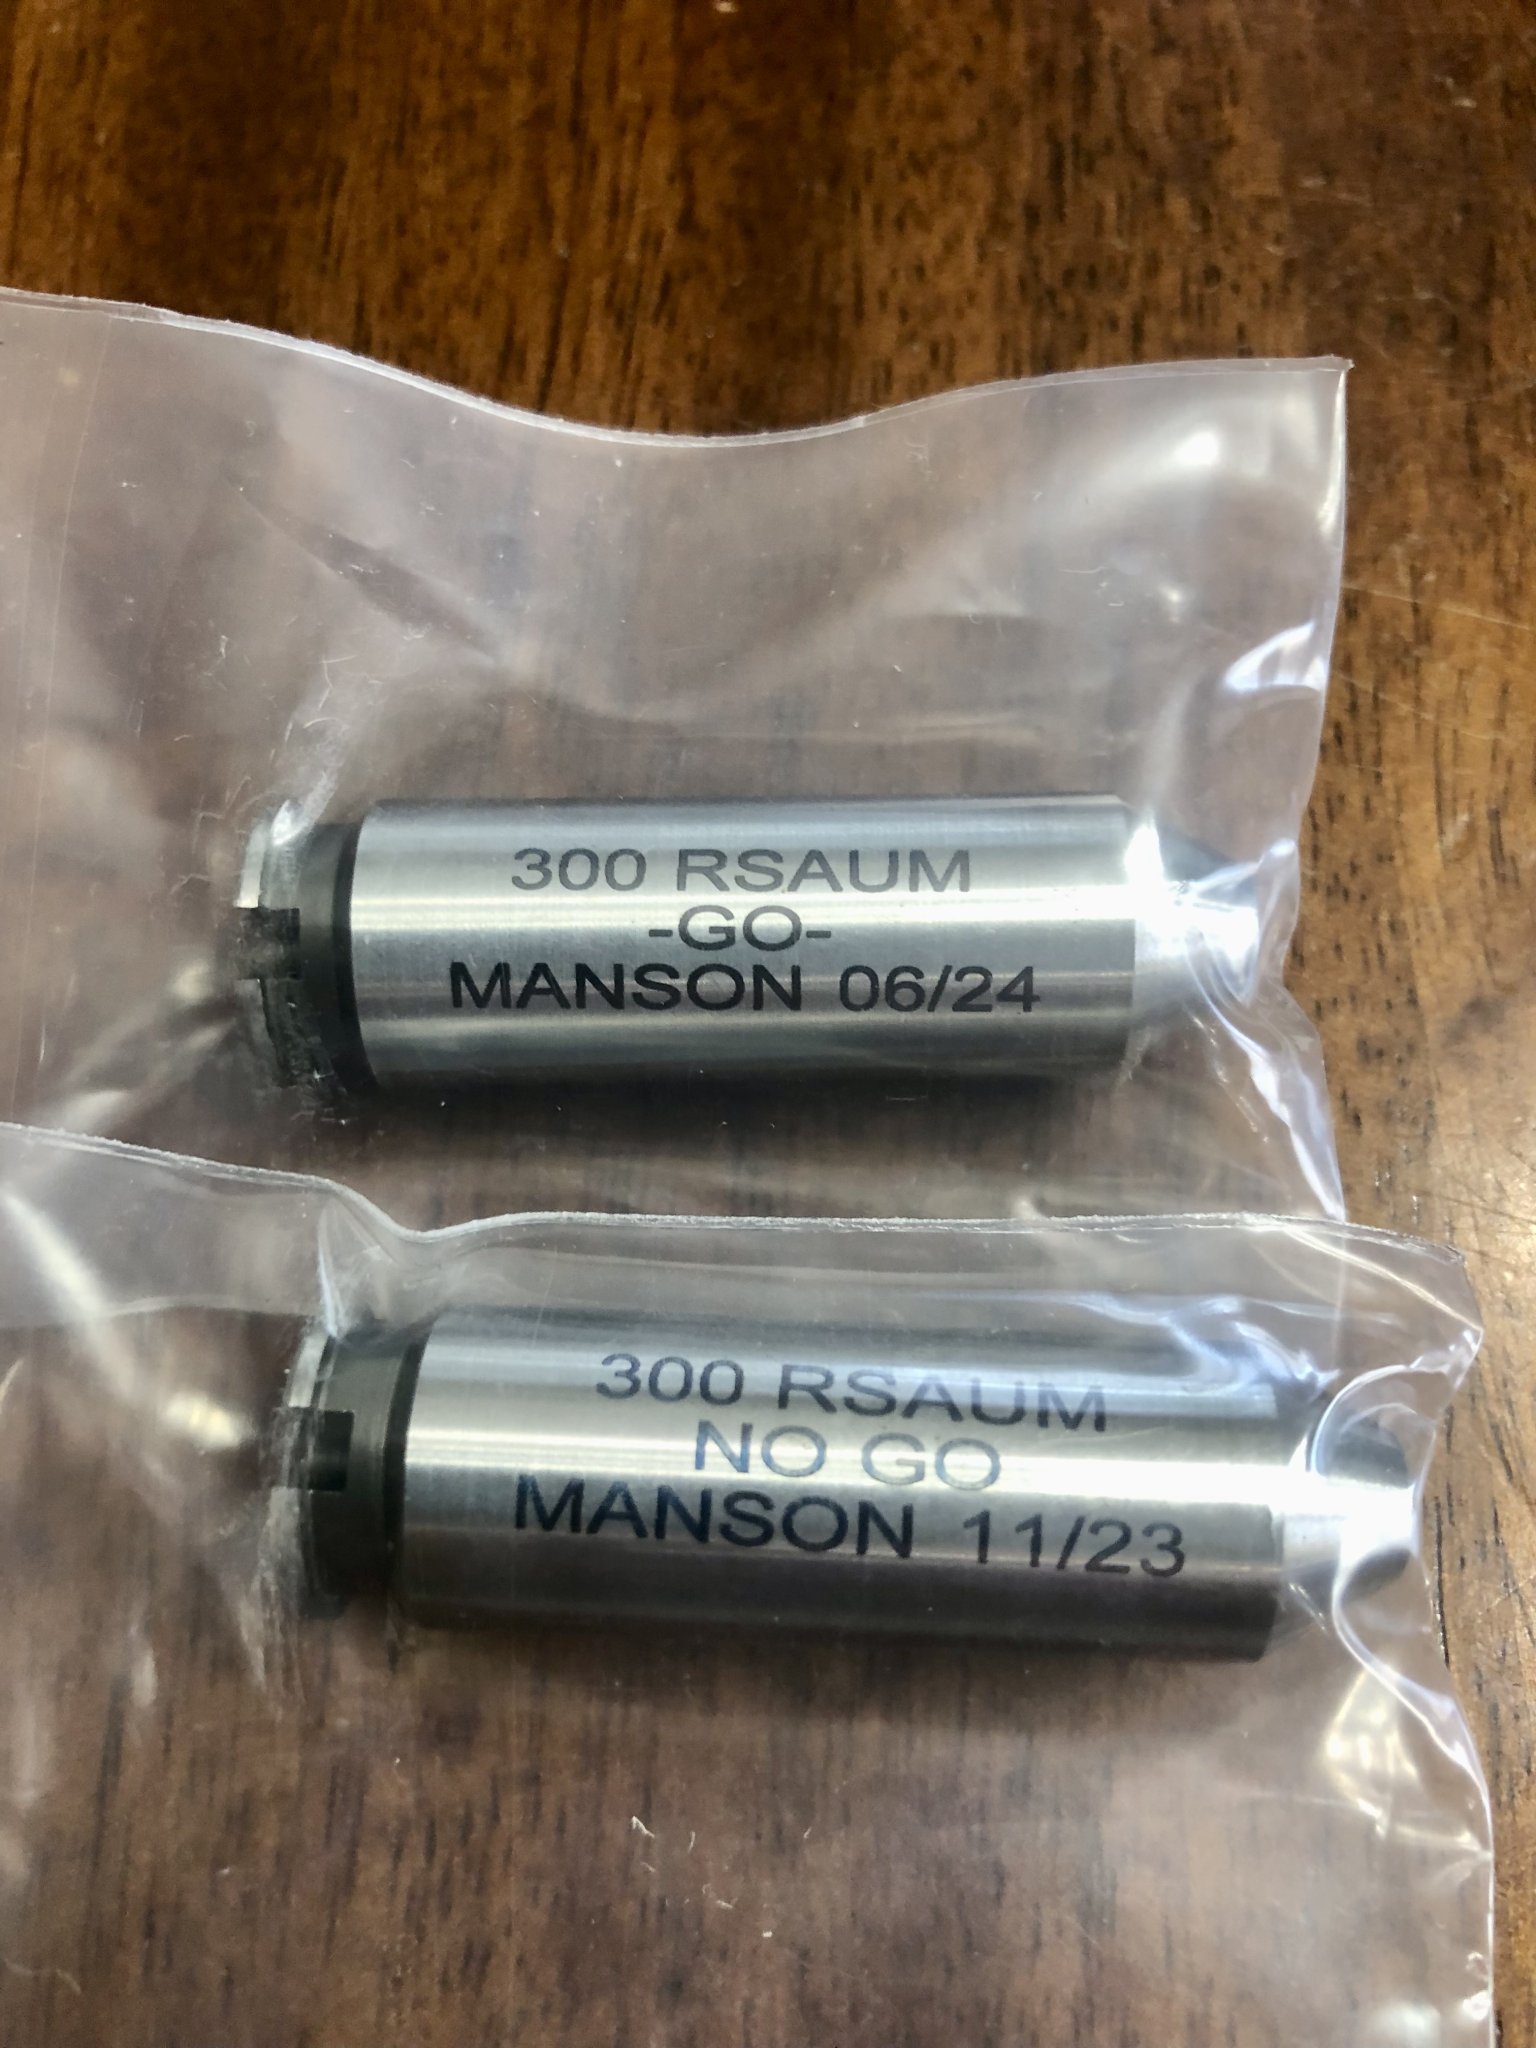 300 RSAUM
-GO-
MANSON 06/24
300 RSAUM
NO GO
MANSON 11/23